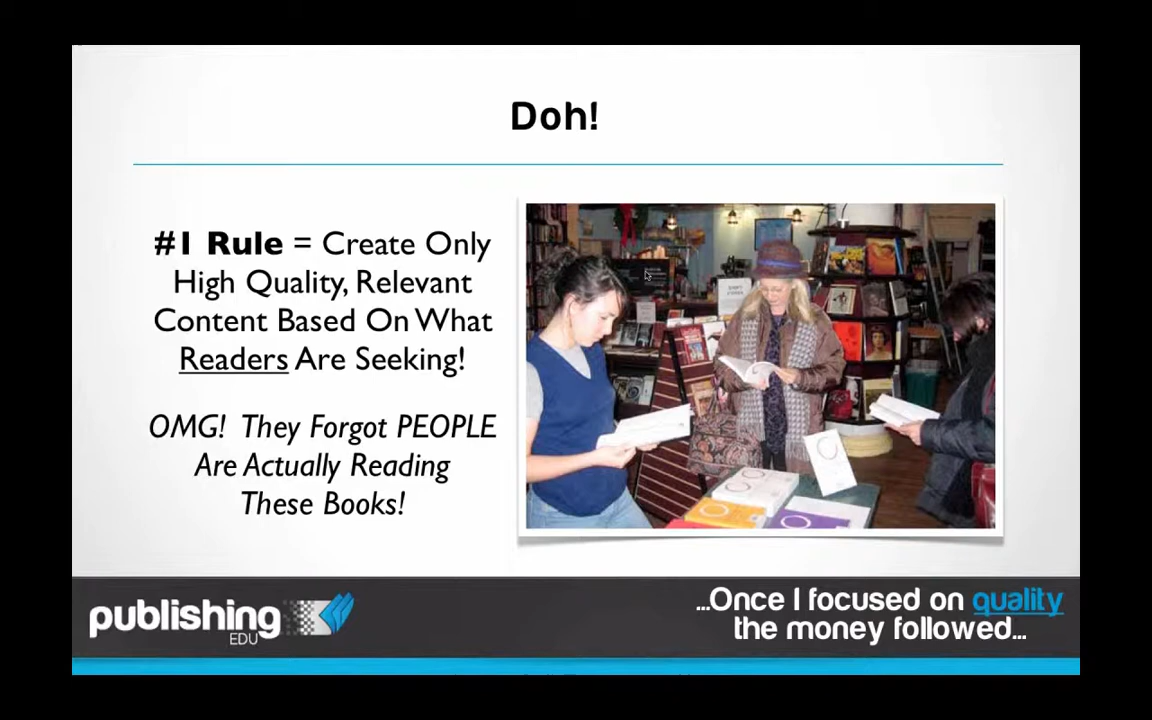 Doh!
#1 Rule = Create Only
High Quality, Relevant
Content Based On What
Readers Are Seeking!
OMG! They Forgot PEOPLE
Are Actually Reading
These Books!
publishing
EDU
...Once I focused on quality
the money followed...